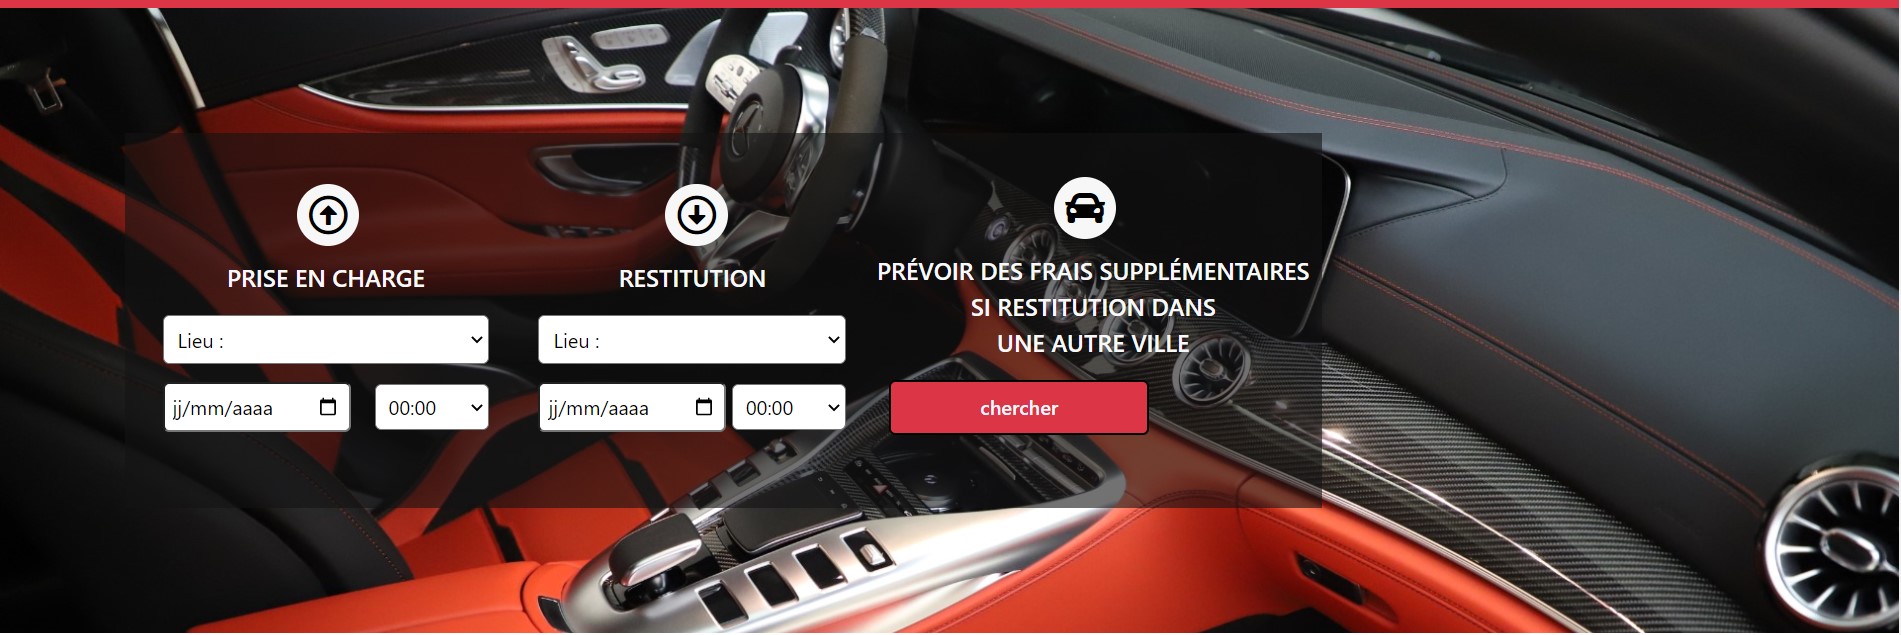 PRISE EN CHARGE
Lieu :
jj/mm/aaaa
00:00
RESTITUTION
Lieu :
jj/mm/aaaa
00:00
PRÉVOIR DES FRAIS SUPPLÉMENTAIRES
SI RESTITUTION DANS
UNE AUTRE VILLE
chercher